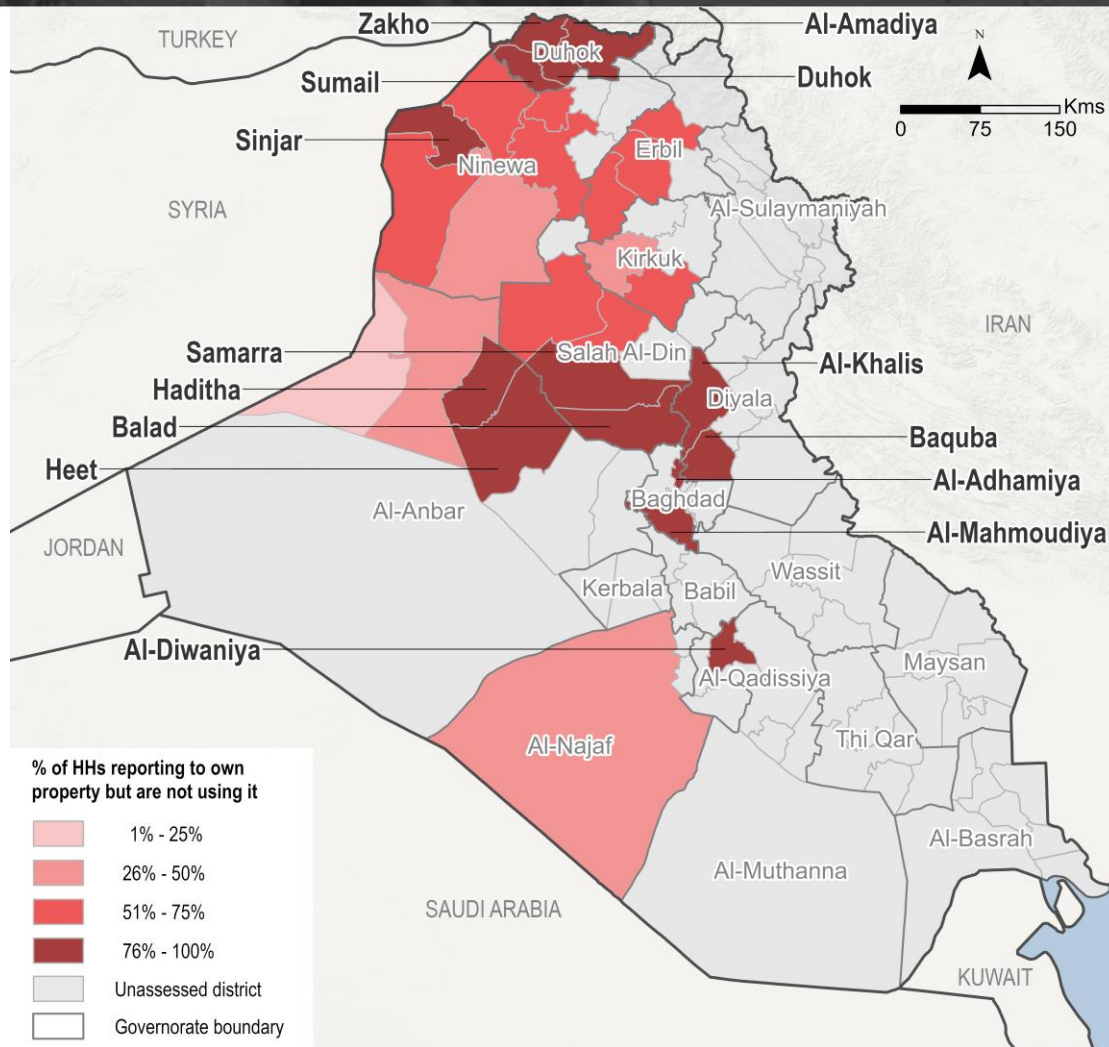 Zakho
Al-Amadiya
TURKEY
N
Duhok
Sumail
Duhok
Kms
0 75 150
Sinjar
Ninewa
Erbil
SYRIA
Al-Sulaymaniyah
Kirkuk
IRAN
Samarra
Salah Al-Din
Al-Khalis
Haditha
Diyala
Balad
Baquba
Heet
Al-Adhamiya
Al-Anbar
Baghdad
Al-Mahmoudiya
JORDAN
Wassit
Kerbala
Babil
Al-Diwaniya
Maysan
Al-Qadissiya
Al-Najaf
Thi Qar
% of HHs reporting to own
property but are not using it
1% - 25%
26% - 50%
51% - 75%
76% - 100%
Unassessed district
Governorate boundary
Al-Basrah
Al-Muthanna
SAUDI ARABIA
KUWAIT